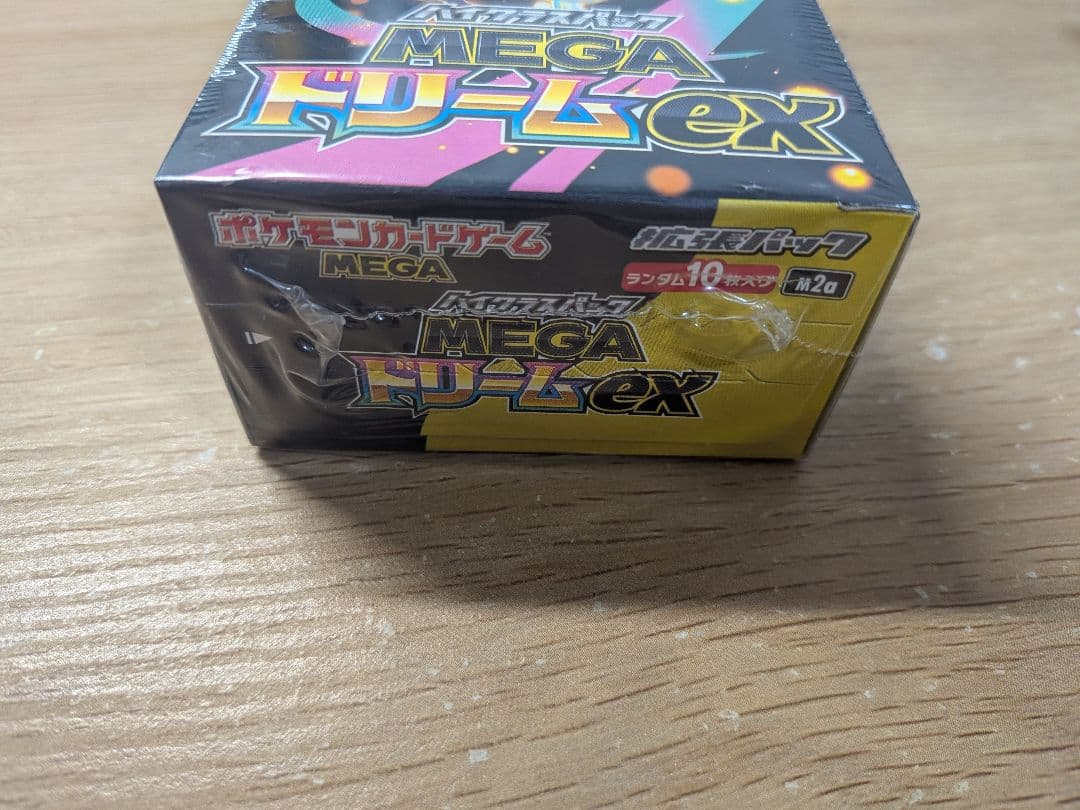 ハイクラスパック
MEGA
ドリームex
ポケモンカードゲーム
MEGA
拡張パック
ランダム10枚入り
M2a
ハイクラスパック
MEGA
ドリームex